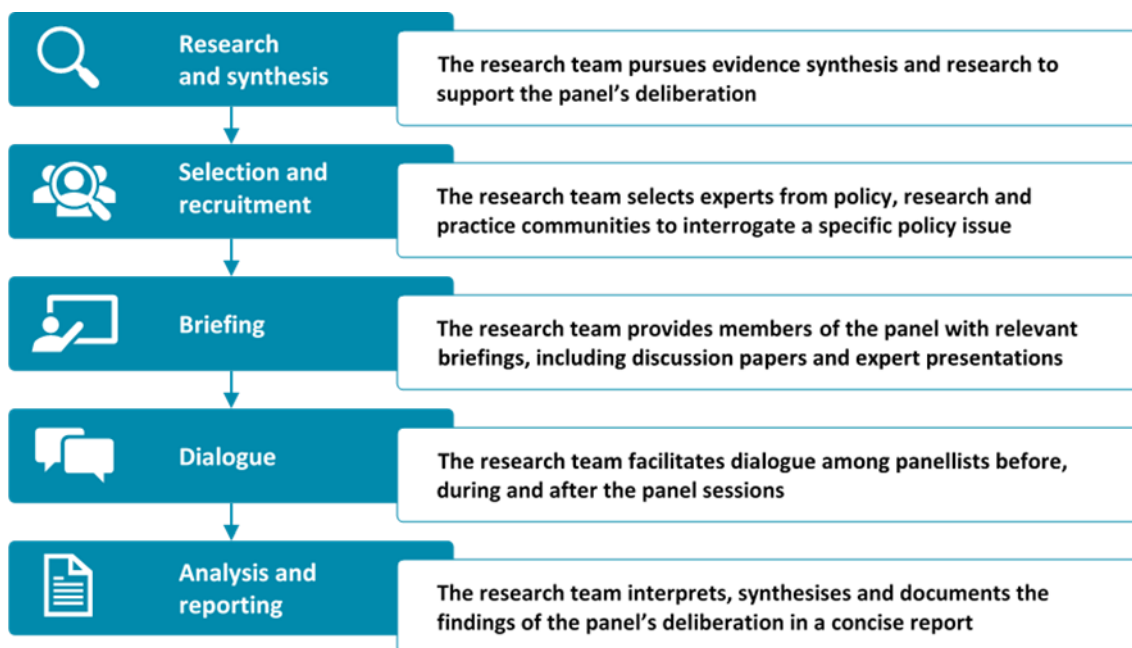 Research
and synthesis
The research team pursues evidence synthesis and research to
support the panel’s deliberation
Selection and
recruitment
The research team selects experts from policy, research and
practice communities to interrogate a specific policy issue
Briefing
The research team provides members of the panel with relevant
briefings, including discussion papers and expert presentations
Dialogue
The research team facilitates dialogue among panellists before,
during and after the panel sessions
Analysis and
reporting
The research team interprets, synthesises and documents the
findings of the panel’s deliberation in a concise report